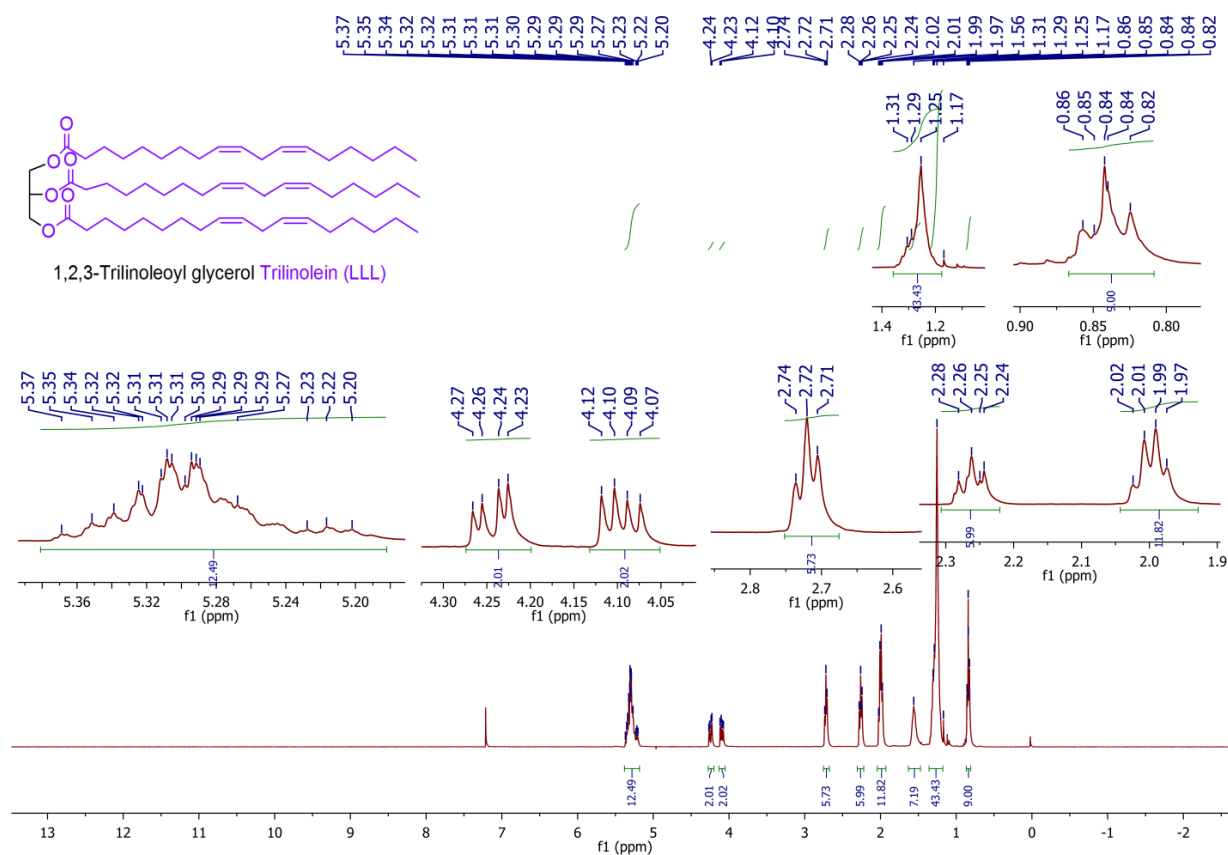 5.37 5.35 5.34 5.32 5.32 5.31 5.31 5.31 5.30 5.29 5.29 5.29 5.27 5.23 5.22 5.20 4.24 4.23 4.12 4.10 2.74 2.72 2.71 2.28 2.26 2.25 2.24 2.02 2.01 1.99 1.97 1.56 1.31 1.29 1.25 1.17 0.86 0.85 0.84 0.84 0.82
O
O
O
O
O
O
1,2,3-Trilinoleoyl glycerol Trilinolein (LLL)
1.31 1.29 1.25 1.17
43.43
1.4 1.2
f1 (ppm)
0.86 0.85 0.84 0.84 0.82
9.00
0.90 0.85 0.80
f1 (ppm)
5.37 5.35 5.34 5.32 5.32 5.31 5.31 5.31 5.30 5.29 5.29 5.29 5.27 5.23 5.22 5.20
12.49
5.36 5.32 5.28 5.24 5.20
f1 (ppm)
4.27 4.26 4.24 4.23 4.12 4.10 4.09 4.07
2.01 2.02
4.30 4.25 4.20 4.15 4.10 4.05
f1 (ppm)
2.74 2.72 2.71
5.73
2.8 2.7 2.6
f1 (ppm)
2.28 2.26 2.25 2.24 2.02 2.01 1.99 1.97
5.99 11.82
2.3 2.2 2.1 2.0 1.9
f1 (ppm)
12.49 2.01 2.02 5.73 5.99 11.82 7.19 43.43 9.00
13 12 11 10 9 8 7 6 5 4 3 2 1 0 -1 -2
f1 (ppm)